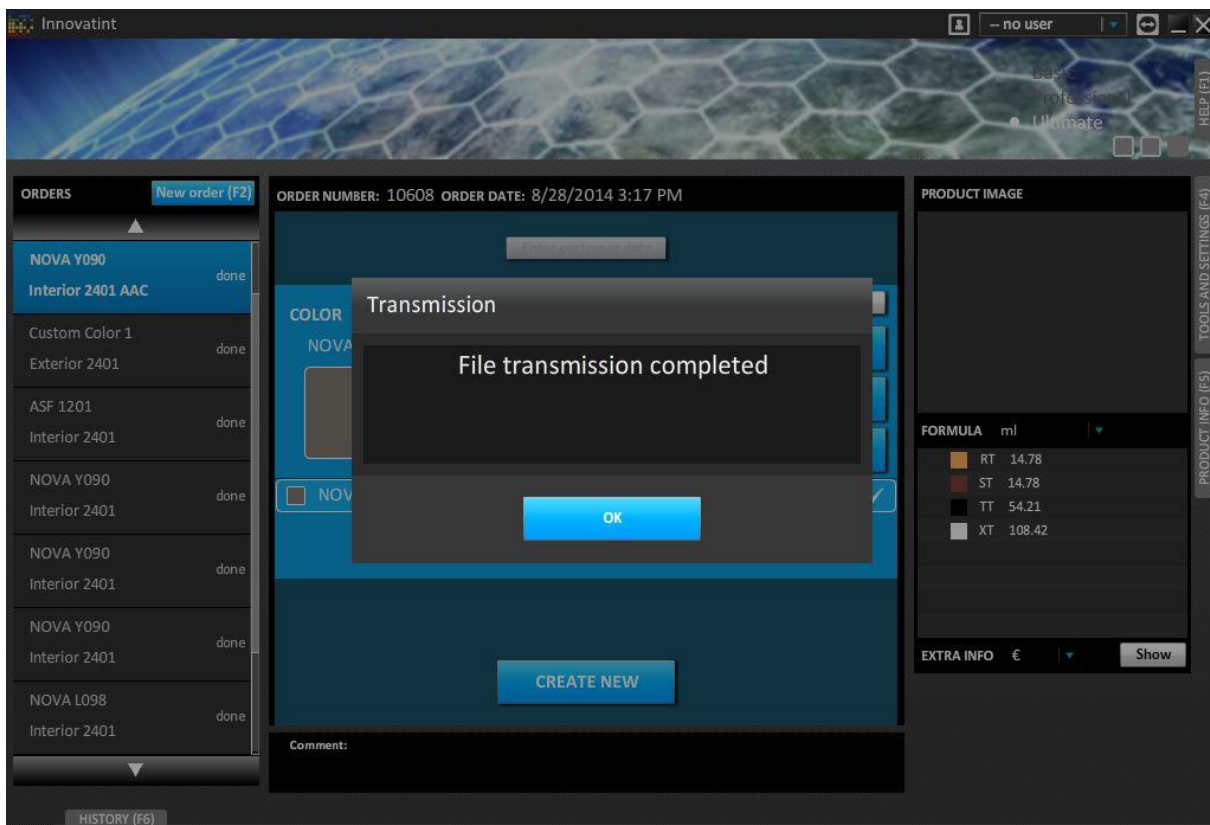 Innovatint
-- no user
Basic
Professional
Ultimate
HELP (F1)
ORDERS
New order (F2)
NOVA Y090
Interior 2401 AAC
done
Custom Color 1
Exterior 2401
done
ASF 1201
Interior 2401
done
NOVA Y090
Interior 2401
done
NOVA Y090
Interior 2401
done
NOVA Y090
Interior 2401
done
NOVA L098
Interior 2401
done
HISTORY (F6)
ORDER NUMBER: 10608 ORDER DATE: 8/28/2014 3:17 PM
Enter customer data
COLOR
NOVA
NOV
Transmission
File transmission completed
OK
CREATE NEW
Comment:
PRODUCT IMAGE
FORMULA ml
RT 14.78
ST 14.78
TT 54.21
XT 108.42
EXTRA INFO €
Show
TOOLS AND SETTINGS (F4)
PRODUCT INFO (F5)